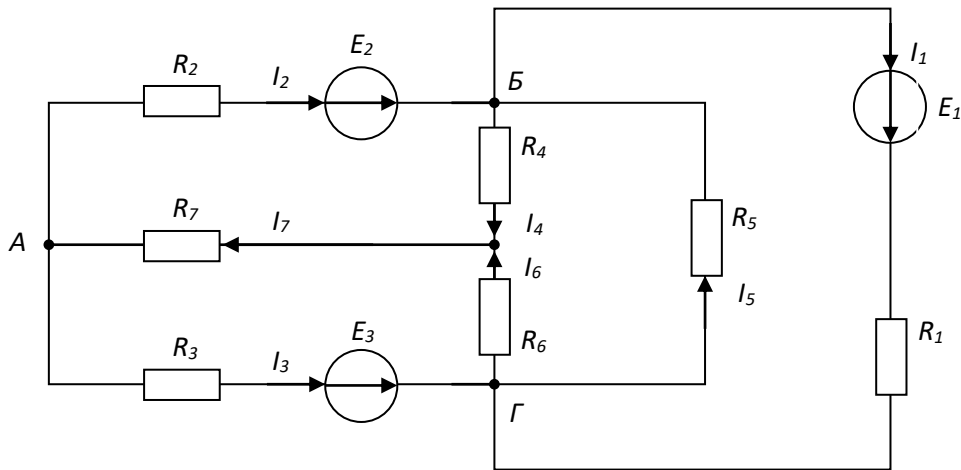 R2 I2 E2 Б I1
E1
R4
R7 I7 I4 R5
А
I6 I5
R3 I3 E3 R6 R1
Г